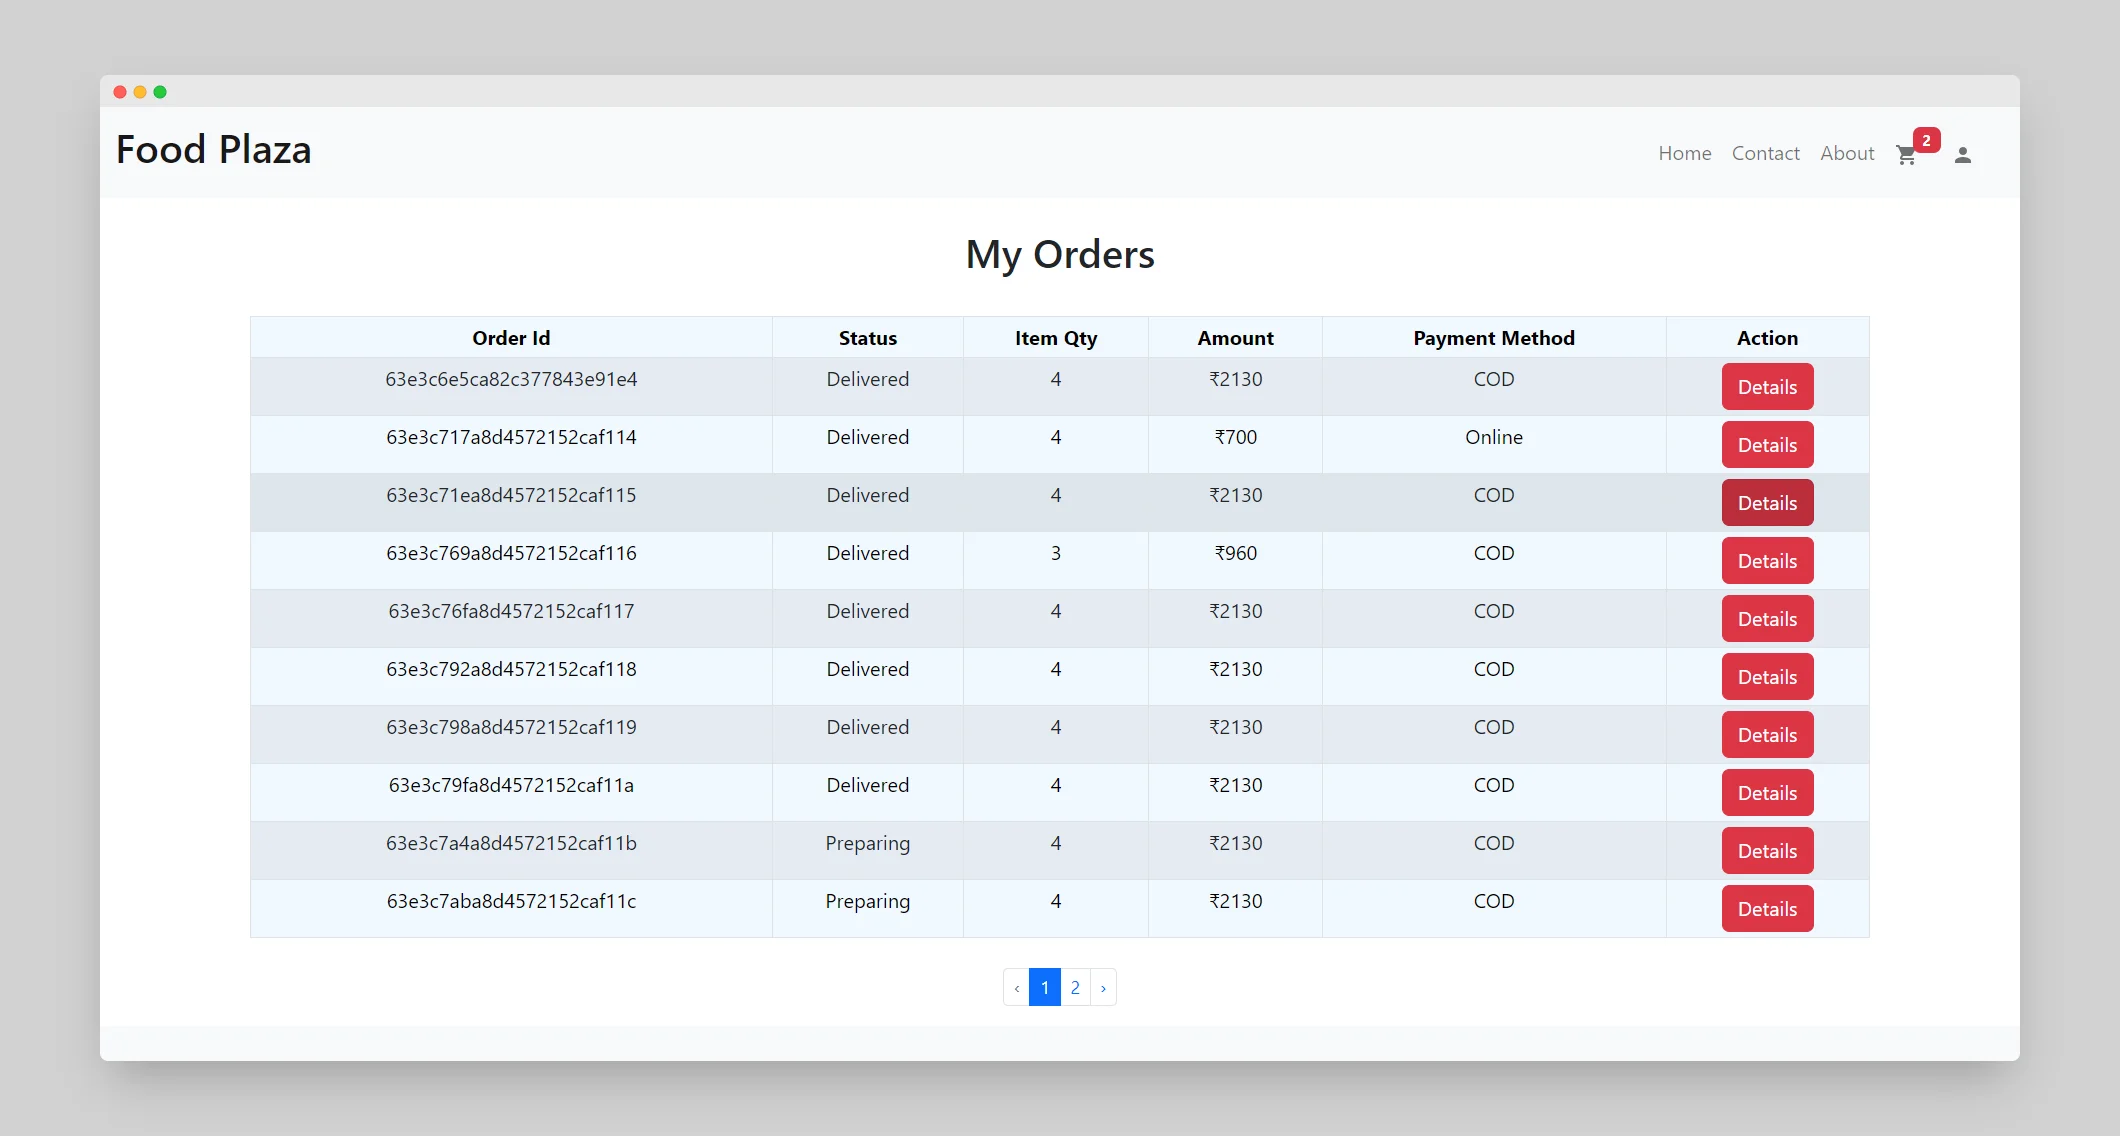 Food Plaza
Home Contact About 2
My Orders
Order Id Status Item Qty Amount Payment Method Action
63e3c6e5ca82c377843e91e4 Delivered 4 ₹2130 COD Details
63e3c717a8d4572152caf114 Delivered 4 ₹700 Online Details
63e3c71ea8d4572152caf115 Delivered 4 ₹2130 COD Details
63e3c769a8d4572152caf116 Delivered 3 ₹960 COD Details
63e3c76fa8d4572152caf117 Delivered 4 ₹2130 COD Details
63e3c792a8d4572152caf118 Delivered 4 ₹2130 COD Details
63e3c798a8d4572152caf119 Delivered 4 ₹2130 COD Details
63e3c79fa8d4572152caf11a Delivered 4 ₹2130 COD Details
63e3c7a4a8d4572152caf11b Preparing 4 ₹2130 COD Details
63e3c7aba8d4572152caf11c Preparing 4 ₹2130 COD Details
‹ 1 2 ›